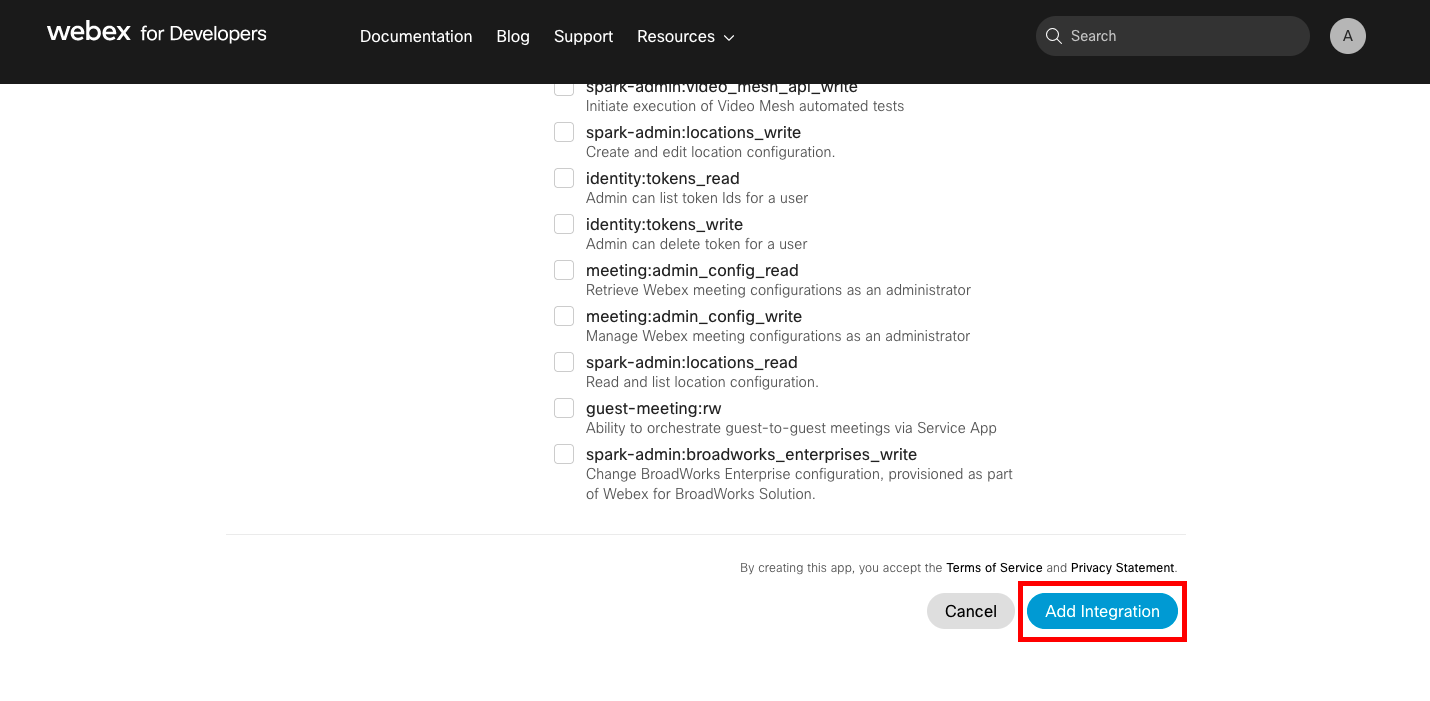 webex for Developers
Documentation Blog Support Resources
Search
A
spark-admin:video_mesh_api_write
Initiate execution of Video Mesh automated tests
spark-admin:locations_write
Create and edit location configuration.
identity:tokens_read
Admin can list token Ids for a user
identity:tokens_write
Admin can delete token for a user
meeting:admin_config_read
Retrieve Webex meeting configurations as an administrator
meeting:admin_config_write
Manage Webex meeting configurations as an administrator
spark-admin:locations_read
Read and list location configuration.
guest-meeting:rw
Ability to orchestrate guest-to-guest meetings via Service App
spark-admin:broadworks_enterprises_write
Change BroadWorks Enterprise configuration, provisioned as part
of Webex for BroadWorks Solution.
By creating this app, you accept the Terms of Service and Privacy Statement.
Cancel
Add Integration